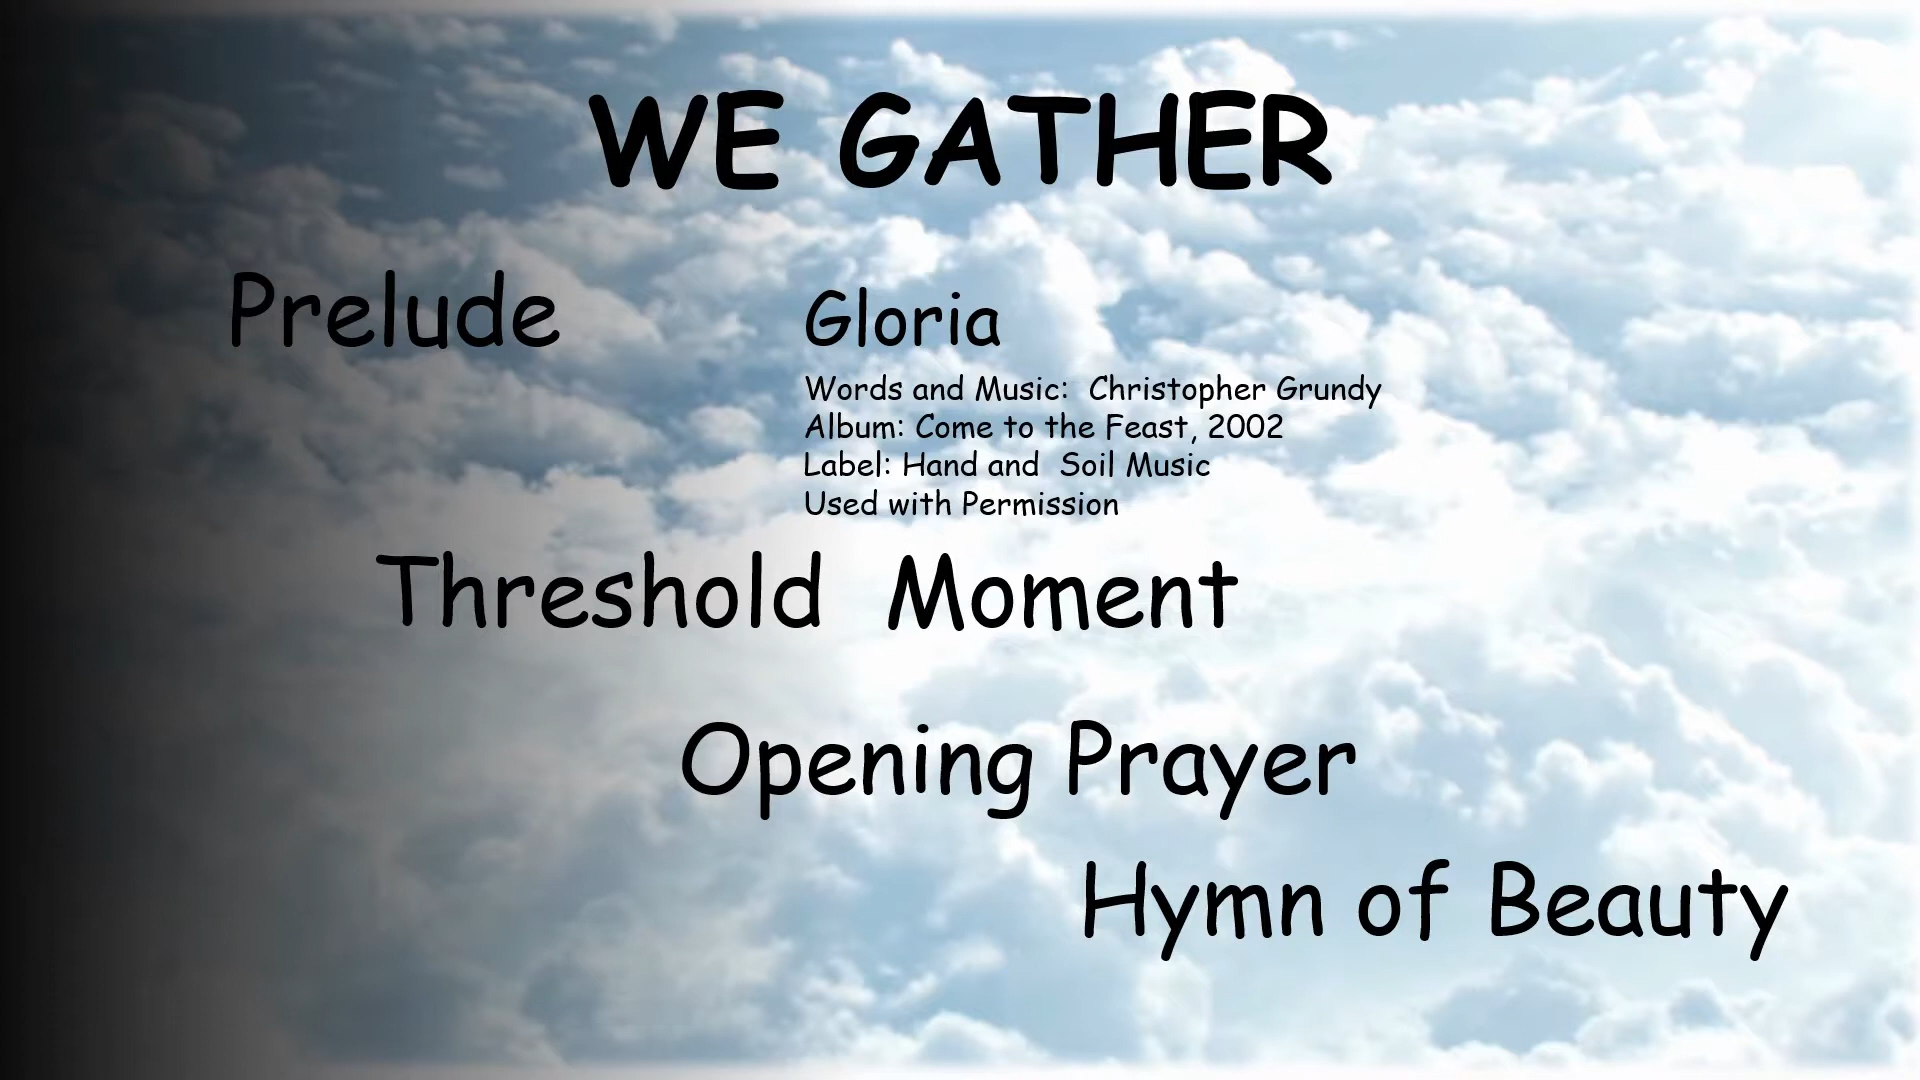 WE GATHER
Prelude Gloria
Words and Music:  Christopher Grundy
Album: Come to the Feast, 2002
Label: Hand and  Soil Music
Used with Permission
Threshold  Moment
Opening Prayer
Hymn of Beauty